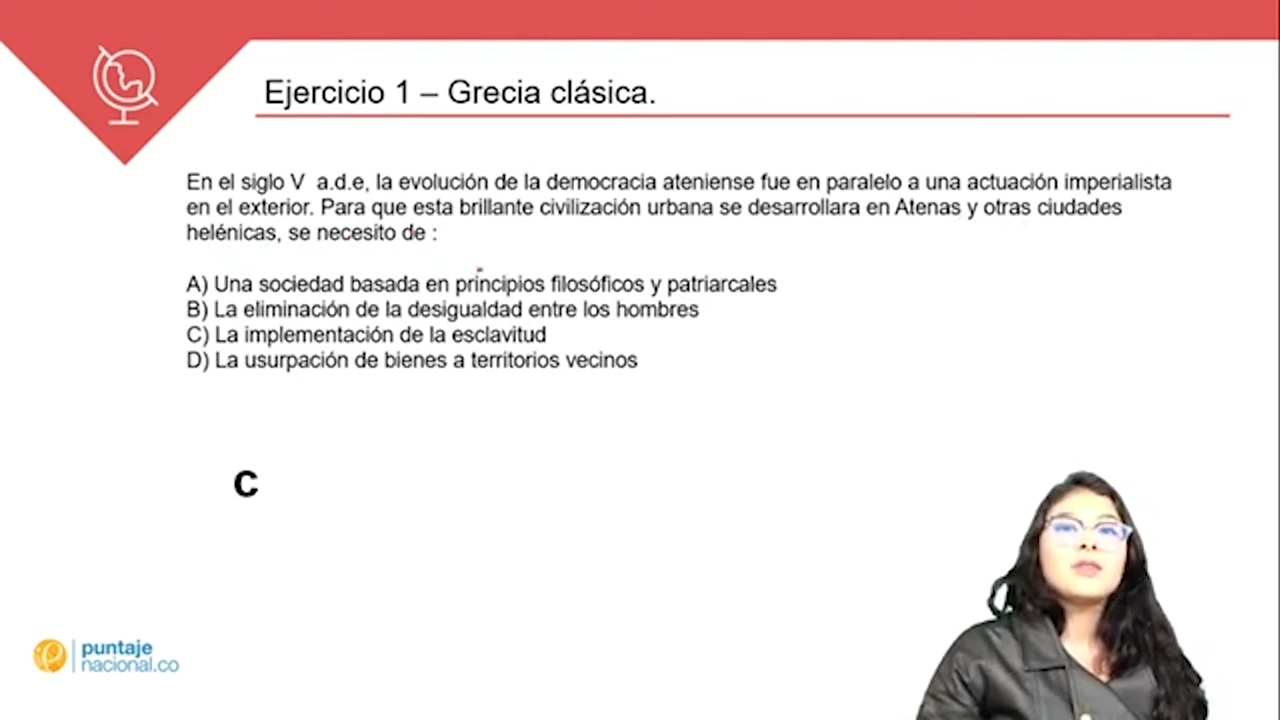 Ejercicio 1 – Grecia clásica.
En el siglo V a.d.e, la evolución de la democracia ateniense fue en paralelo a una actuación imperialista
en el exterior. Para que esta brillante civilización urbana se desarrollara en Atenas y otras ciudades
helénicas, se necesito de :
A) Una sociedad basada en principios filosóficos y patriarcales
B) La eliminación de la desigualdad entre los hombres
C) La implementación de la esclavitud
D) La usurpación de bienes a territorios vecinos
C
puntaje
nacional.co